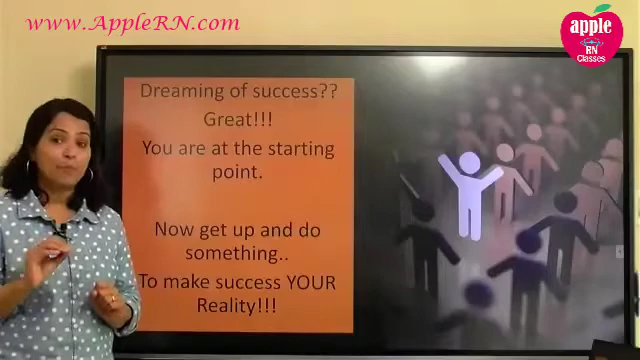 www.AppleRN.com
apple
RN
Classes
Dreaming of success??
Great!!!
You are at the starting
point.
Now get up and do
something..
To make success YOUR
Reality!!!